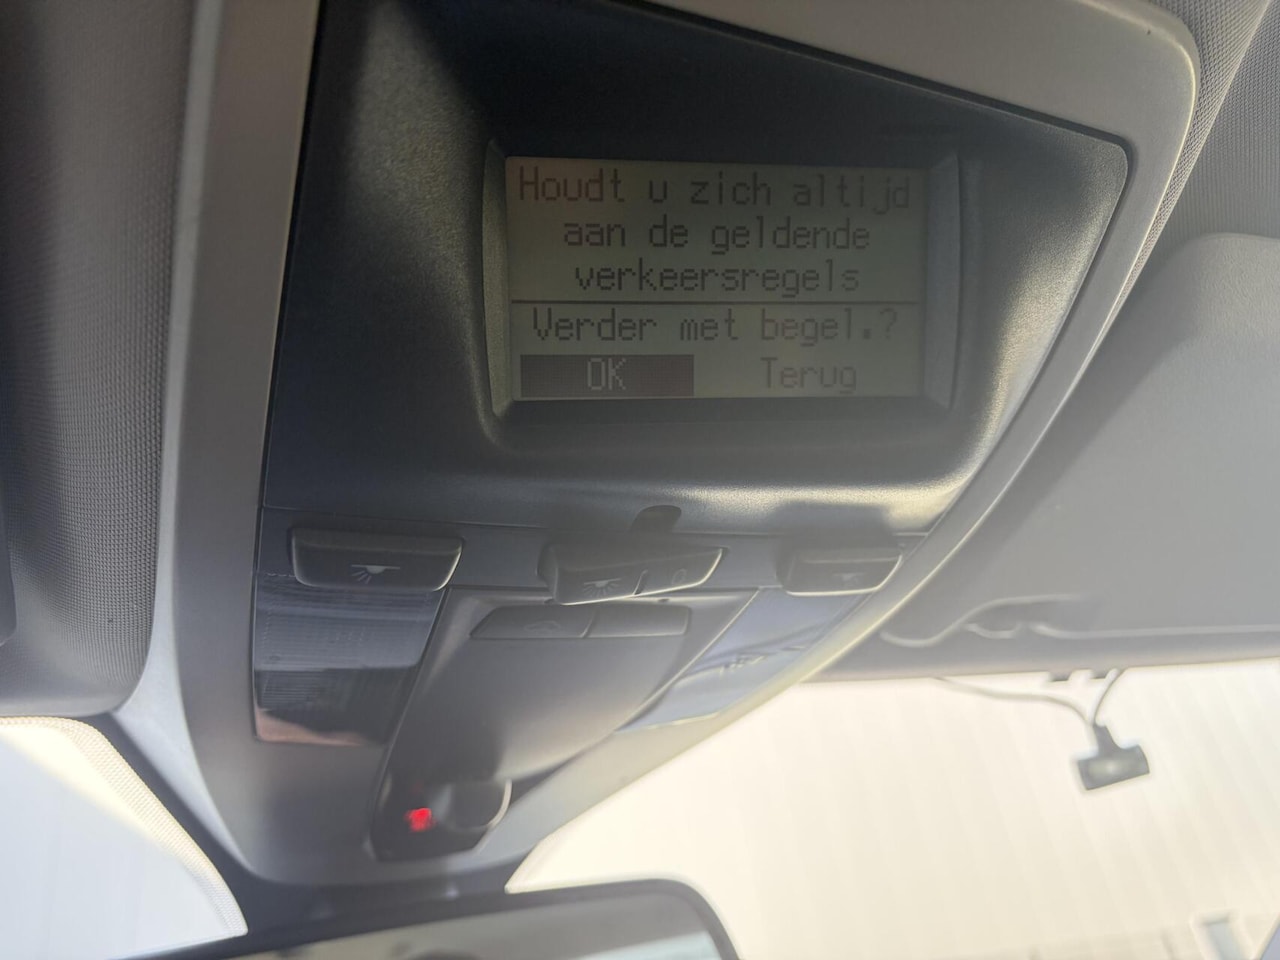 Houdt u zich altijd
aan de geldende
verkeersregels
Verder met begel.?
OK
Terug